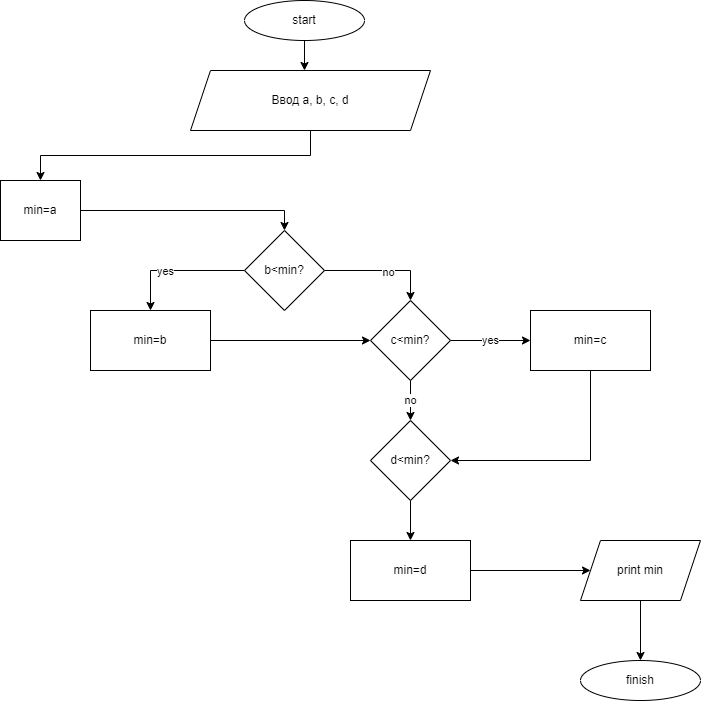 start
Ввод a, b, c, d
min=a
b<min?
yes
no
min=b
c<min?
yes
min=c
no
d<min?
min=d
print min
finish